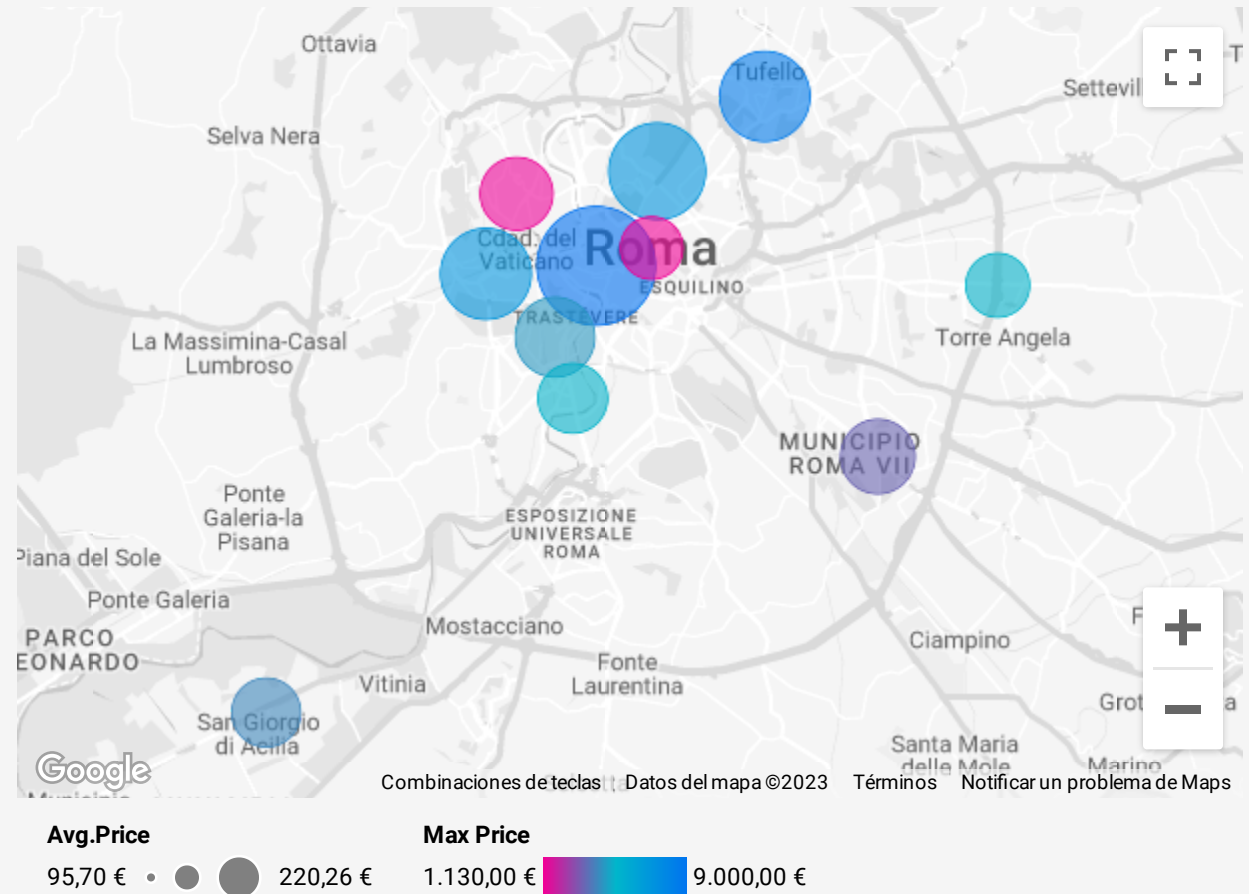 Ottavia
Tufello
Settevil
Selva Nera
Cdad. del
Vaticano
Roma
ESQUILINO
TRASTEVERE
La Massimina-Casal
Lumbroso
Torre Angela
MUNICIPIO
ROMA VII
Ponte
Galeria-la
Pisana
ESPOSIZIONE
UNIVERSALE
ROMA
Piana del Sole
Ponte Galeria
PARCO
EONARDO
Mostacciano
Ciampino
Fonte
Laurentina
Vitinia
Grot
San Giorgio
di Acilia
Santa Maria
delle Mole
Marino
Google
Combinaciones de teclas Datos del mapa ©2023 Términos Notificar un problema de Maps
Avg.Price Max Price
95,70 € 220,26 € 1.130,00 € 9.000,00 €